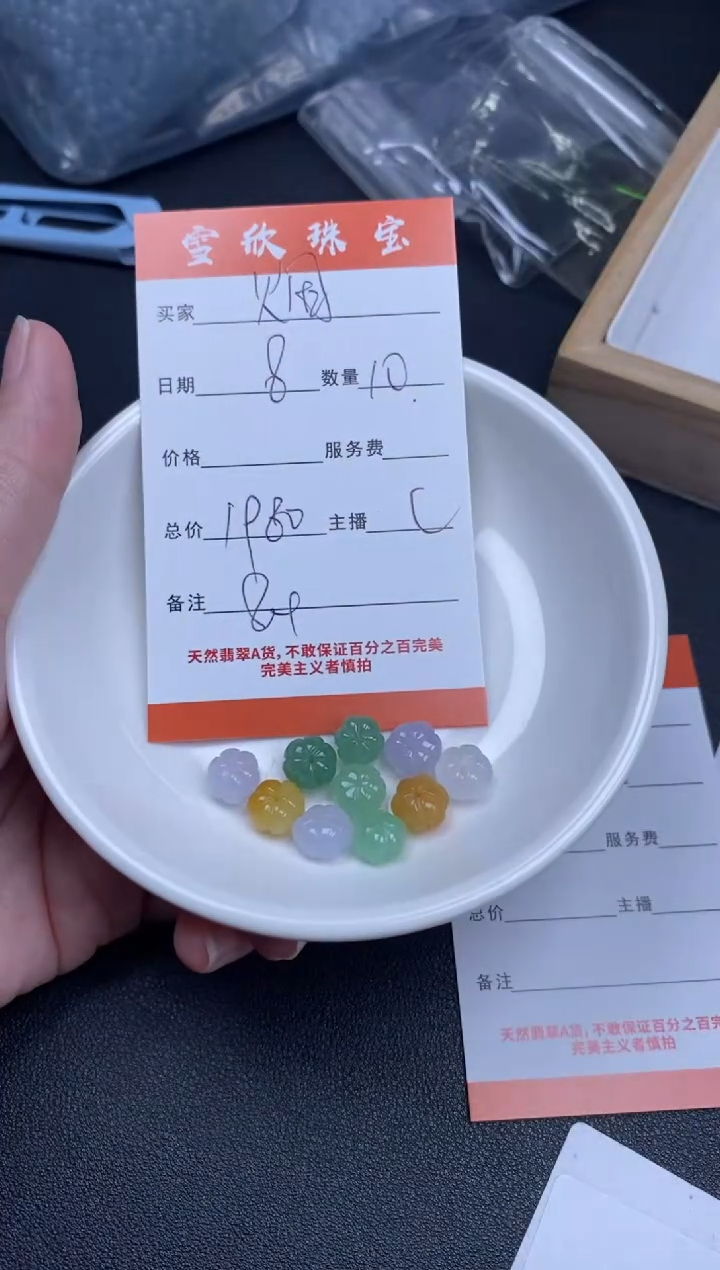 雪欣珠宝
买家
日期 8 数量 10.
价格 服务费
总价 1980 主播 C
备注
天然翡翠A货,不敢保证百分之百完美
完美主义者慎拍
服务费
总价 主播
备注
天然翡翠A货,不敢保证百分之百完
完美主义者慎拍